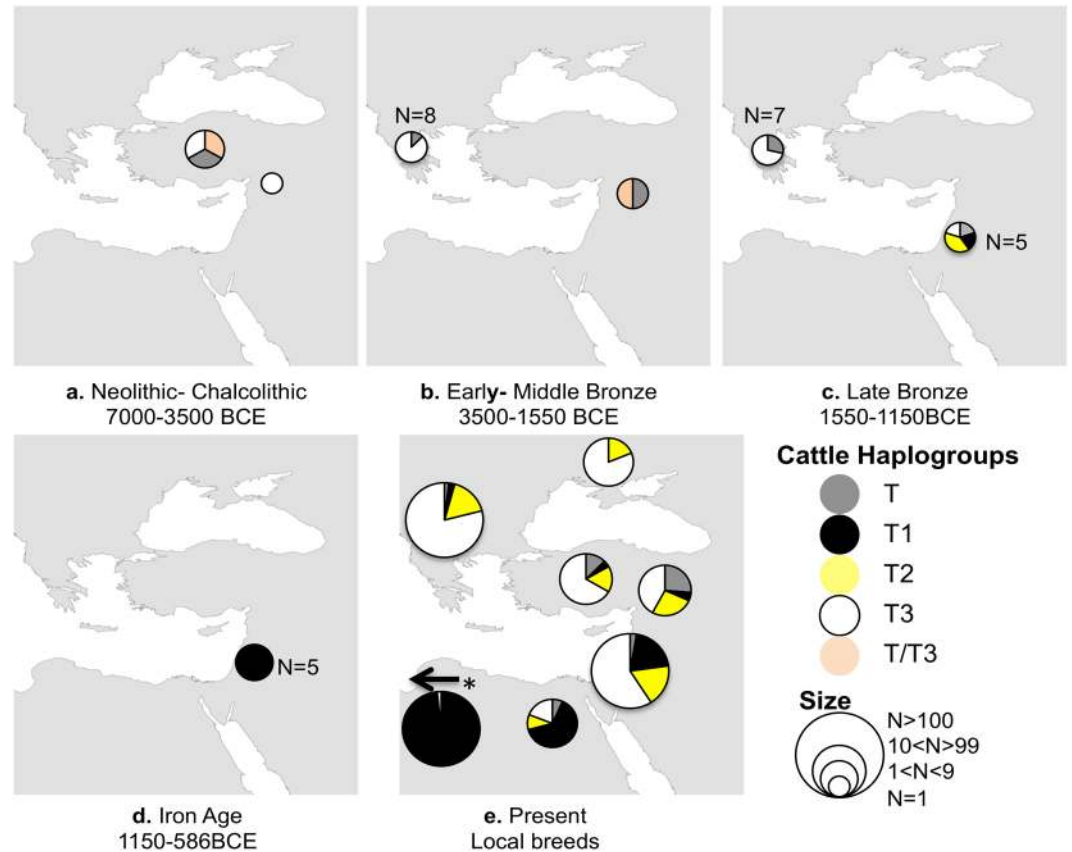 N=8
N=7
N=5
a. Neolithic- Chalcolithic
7000-3500 BCE
b. Early- Middle Bronze
3500-1550 BCE
c. Late Bronze
1550-1150BCE
N=5
*
d. Iron Age
1150-586BCE
e. Present
Local breeds
Cattle Haplogroups
T
T1
T2
T3
T/T3
Size
N>100
10<N>99
1<N<9
N=1